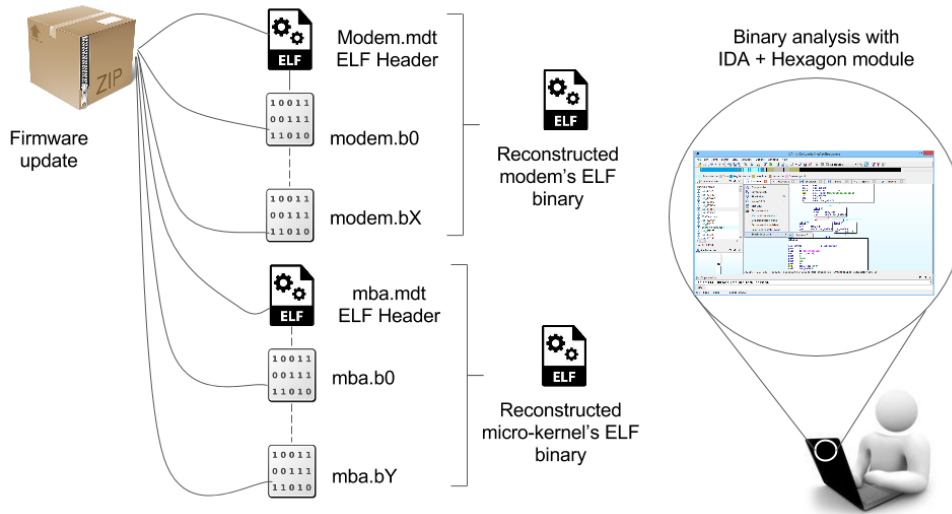 ZIP
Firmware
update
ELF
Modem.mdt
ELF Header
10011
00111
11010
modem.b0
10011
00111
11010
modem.bX
ELF
Reconstructed
modem's ELF
binary
ELF
mba.mdt
ELF Header
10011
00111
11010
mba.b0
10011
00111
11010
mba.bY
ELF
Reconstructed
micro-kernel's ELF
binary
Binary analysis with
IDA + Hexagon module